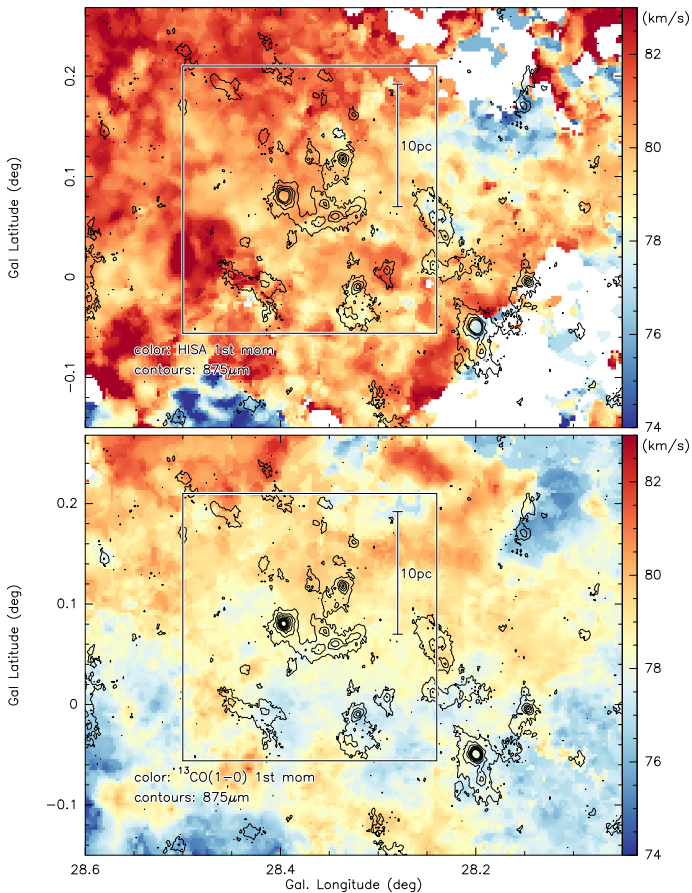 (km/s)
82
0.2
80
10pc
0.1
Gal Latitude (deg)
78
0
76
color: HISA 1st mom
contours: 875μm
−0.1
74
(km/s)
82
0.2
80
10pc
0.1
Gal Latitude (deg)
78
0
76
color: ¹³CO(1−0) 1st mom
contours: 875μm
−0.1
74
28.6
28.4
28.2
Gal. Longitude (deg)